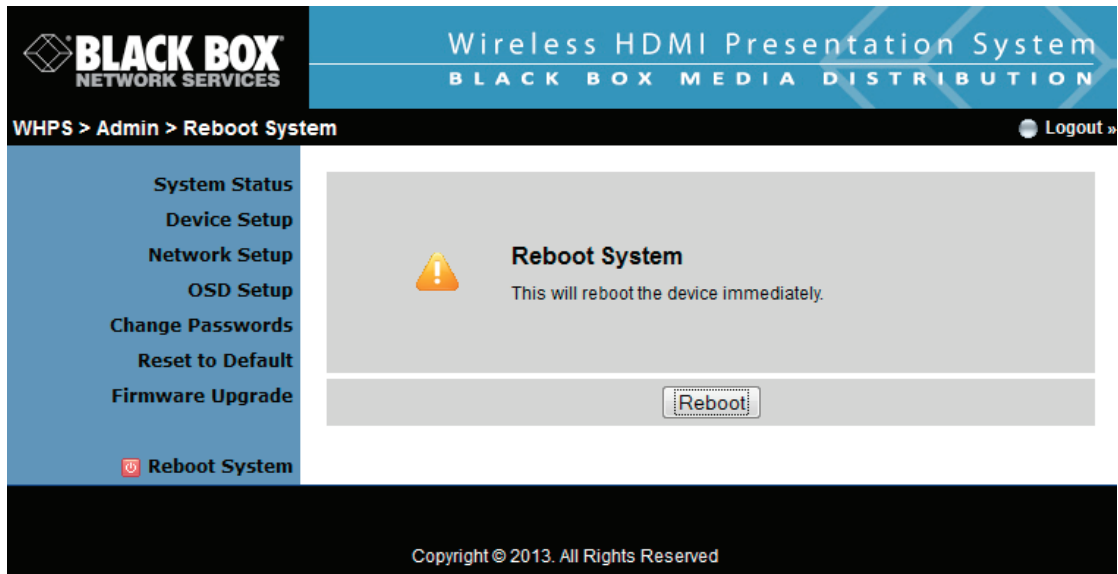 BLACK BOX
NETWORK SERVICES
Wireless HDMI Presentation System
BLACK BOX MEDIA DISTRIBUTION
WHPS > Admin > Reboot System
Logout »
System Status
Device Setup
Network Setup
OSD Setup
Change Passwords
Reset to Default
Firmware Upgrade
Reboot System
Reboot System
This will reboot the device immediately.
Reboot
Copyright © 2013. All Rights Reserved